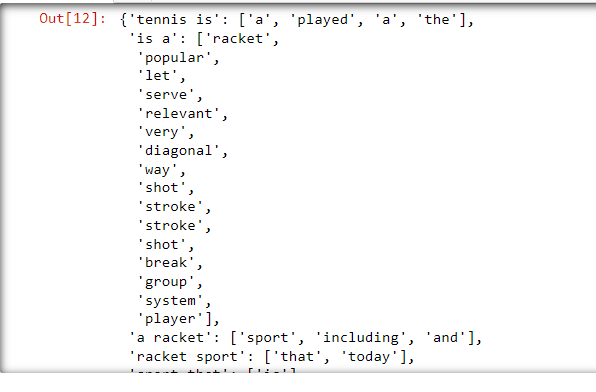 Out[12]: {'tennis is': ['a', 'played', 'a', 'the'],
'is a': ['racket',
'popular',
'let',
'serve',
'relevant',
'very',
'diagonal',
'way',
'shot',
'stroke',
'stroke',
'shot',
'break',
'group',
'system',
'player'],
'a racket': ['sport', 'including', 'and'],
'racket sport': ['that', 'today'],
'sport that': ['is']